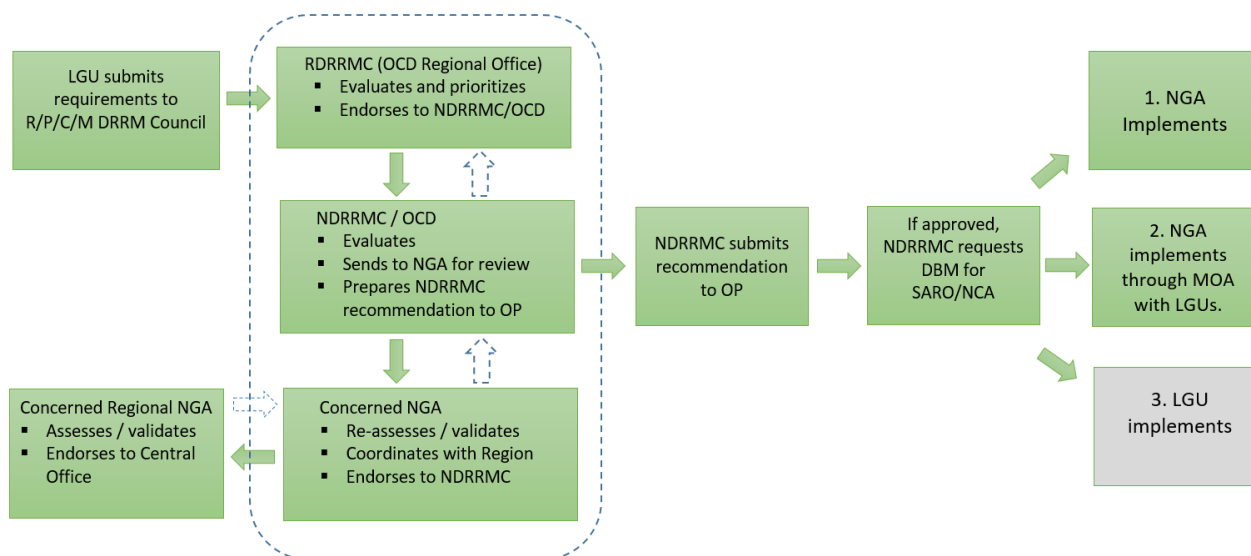 LGU submits
requirements to
R/P/C/M DRRM Council
RDRRMC (OCD Regional Office)
▪ Evaluates and prioritizes
▪ Endorses to NDRRMC/OCD
NDRRMC / OCD
▪ Evaluates
▪ Sends to NGA for review
▪ Prepares NDRRMC
recommendation to OP
Concerned NGA
▪ Re-assesses / validates
▪ Coordinates with Region
▪ Endorses to NDRRMC
Concerned Regional NGA
▪ Assesses / validates
▪ Endorses to Central
Office
NDRRMC submits
recommendation
to OP
If approved,
NDRRMC requests
DBM for
SARO/NCA
1. NGA
Implements
2. NGA
implements
through MOA
with LGUs.
3. LGU
implements